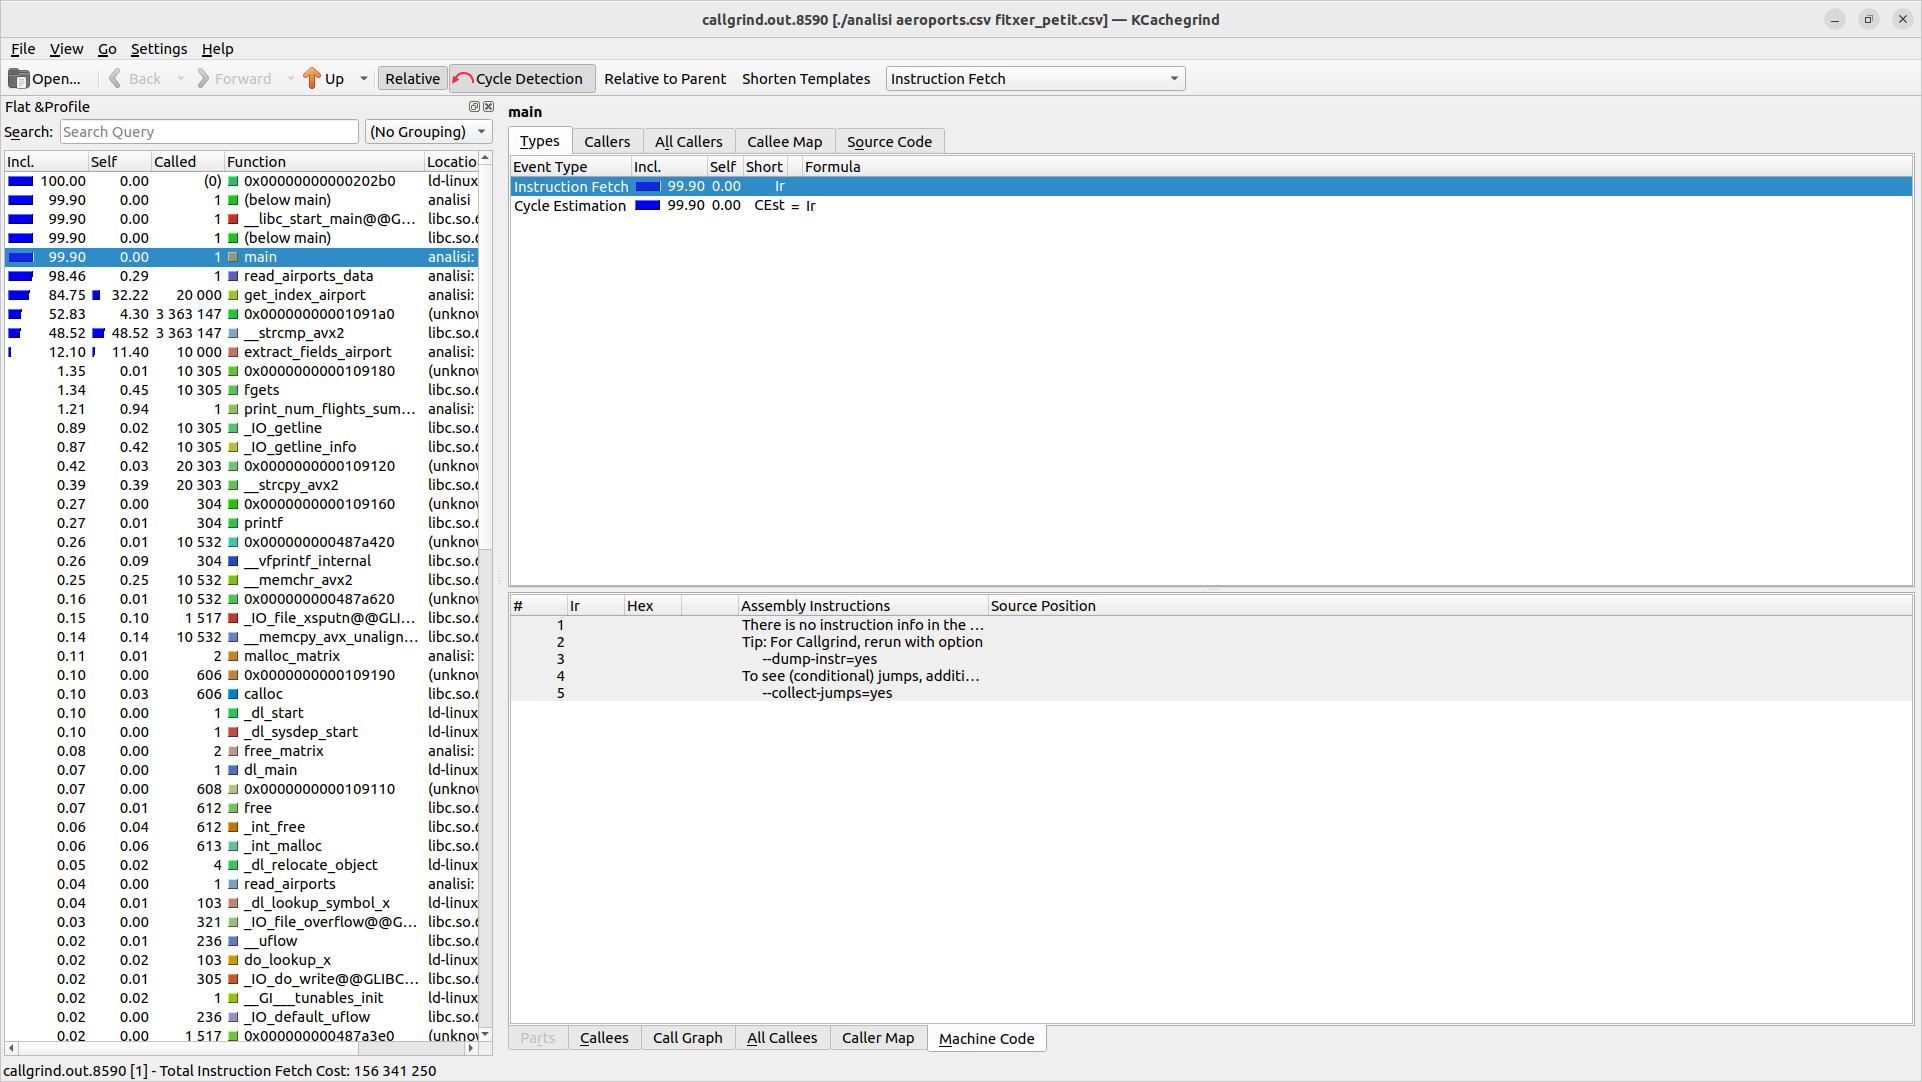 callgrind.out.8590 [./analisi aeroports.csv fitxer_petit.csv] — KCachegrind
File View Go Settings Help
Open... Back Forward Up Relative Cycle Detection Relative to Parent Shorten Templates Instruction Fetch
Flat &Profile
Search: Search Query (No Grouping)
Incl. Self Called Function Locatio
100.00 0.00 (0) 0x00000000000202b0 ld-linux
99.90 0.00 1 (below main) analisi
99.90 0.00 1 __libc_start_main@@G... libc.so.6
99.90 0.00 1 (below main) libc.so.6
99.90 0.00 1 main analisi:
98.46 0.29 1 read_airports_data analisi:
84.75 32.22 20 000 get_index_airport analisi:
52.83 4.30 3 363 147 0x00000000001091a0 (unknov
48.52 48.52 3 363 147 __strcmp_avx2 libc.so.6
12.10 11.40 10 000 extract_fields_airport analisi:
1.35 0.01 10 305 0x0000000000109180 (unknov
1.34 0.45 10 305 fgets libc.so.6
1.21 0.94 1 print_num_flights_sum... analisi:
0.89 0.02 10 305 _IO_getline libc.so.6
0.87 0.42 10 305 _IO_getline_info libc.so.6
0.42 0.03 20 303 0x0000000000109120 (unknov
0.39 0.39 20 303 __strcpy_avx2 libc.so.6
0.27 0.00 304 0x0000000000109160 (unknov
0.27 0.01 304 printf libc.so.6
0.26 0.01 10 532 0x000000000487a420 (unknov
0.26 0.09 304 __vfprintf_internal libc.so.6
0.25 0.25 10 532 __memchr_avx2 libc.so.6
0.16 0.01 10 532 0x000000000487a620 (unknov
0.15 0.10 1 517 _IO_file_xsputn@@GLI... libc.so.6
0.14 0.14 10 532 __memcpy_avx_unalign... libc.so.6
0.11 0.01 2 malloc_matrix analisi:
0.10 0.00 606 0x0000000000109190 (unknov
0.10 0.03 606 calloc libc.so.6
0.10 0.00 1 _dl_start ld-linux
0.10 0.00 1 _dl_sysdep_start ld-linux
0.08 0.00 2 free_matrix analisi:
0.07 0.00 1 dl_main ld-linux
0.07 0.00 608 0x0000000000109110 (unknov
0.07 0.01 612 free libc.so.6
0.06 0.04 612 _int_free libc.so.6
0.06 0.06 613 _int_malloc libc.so.6
0.05 0.02 4 _dl_relocate_object ld-linux
0.04 0.00 1 read_airports analisi:
0.04 0.01 103 _dl_lookup_symbol_x ld-linux
0.03 0.00 321 _IO_file_overflow@@G... libc.so.6
0.02 0.01 236 __uflow libc.so.6
0.02 0.02 103 do_lookup_x ld-linux
0.02 0.01 305 _IO_do_write@@GLIBC... libc.so.6
0.02 0.02 1 __GI___tunables_init ld-linux
0.02 0.00 236 _IO_default_uflow libc.so.6
0.02 0.00 1 517 0x000000000487a3e0 (unknov
callgrind.out.8590 [1] - Total Instruction Fetch Cost: 156 341 250
main
Types Callers All Callers Callee Map Source Code
Event Type Incl. Self Short Formula
Instruction Fetch 99.90 0.00 Ir
Cycle Estimation 99.90 0.00 CEst = Ir
# Ir Hex Assembly Instructions Source Position
1 There is no instruction info in the ...
2 Tip: For Callgrind, rerun with option
3 --dump-instr=yes
4 To see (conditional) jumps, additi...
5 --collect-jumps=yes
Parts Callees Call Graph All Callees Caller Map Machine Code